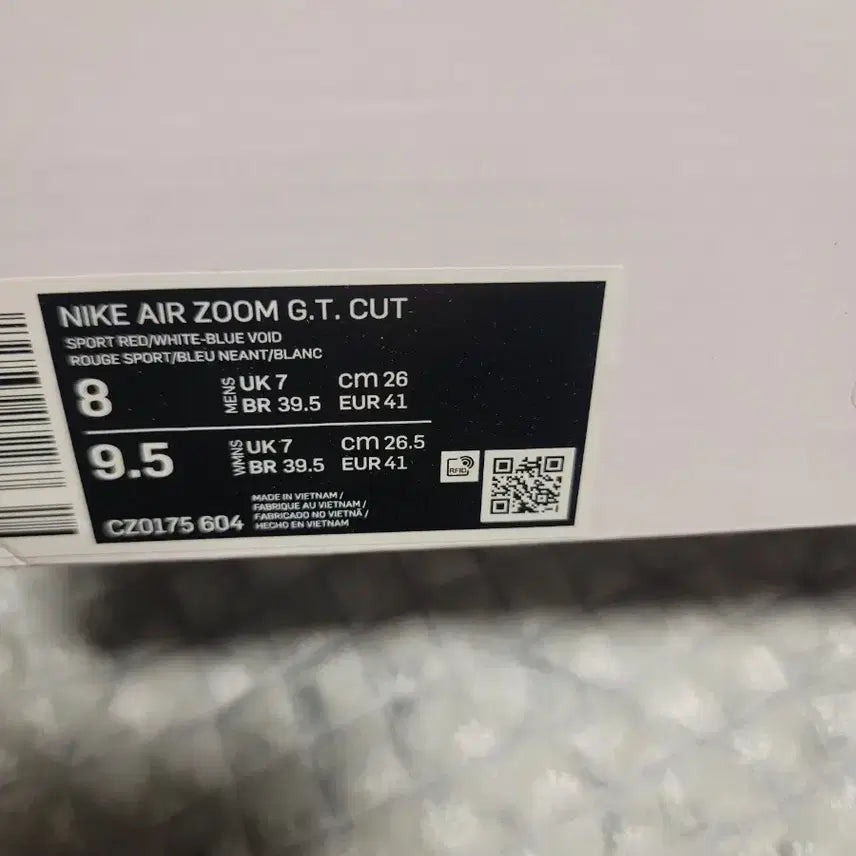 NIKE AIR ZOOM G.T. CUT
SPORT RED/WHITE-BLUE VOID
ROUGE SPORT/BLEU NEANT/BLANC
8 MENS UK 7 cm 26
BR 39.5 EUR 41
9.5 WMNS UK 7 cm 26.5
BR 39.5 EUR 41
RFID
CZ0175 604
MADE IN VIETNAM /
FABRIQUE AU VIETNAM /
FABRICADO NO VIETNÃ /
HECHO EN VIETNAM